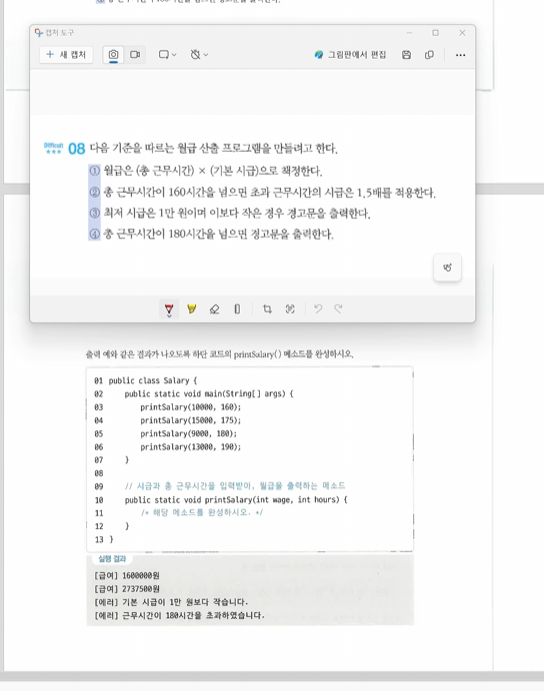 캡처 도구
새 캡처
그림판에서 편집
Difficult
08 다음 기준을 따르는 월급 산출 프로그램을 만들려고 한다.
① 월급은 (총 근무시간) × (기본 시급)으로 책정한다.
② 총 근무시간이 160시간을 넘으면 초과 근무시간의 시급은 1.5배를 적용한다.
③ 최저 시급은 1만 원이며 이보다 작은 경우 경고문을 출력한다.
④ 총 근무시간이 180시간을 넘으면 경고문을 출력한다.
출력 예와 같은 결과가 나오도록 하단 코드의 printSalary() 메소드를 완성하시오.
01 public class Salary {
02 public static void main(String[] args) {
03 printSalary(10000, 160);
04 printSalary(15000, 175);
05 printSalary(9000, 180);
06 printSalary(13000, 190);
07 }
08
09 // 시급과 총 근무시간을 입력받아, 월급을 출력하는 메소드
10 public static void printSalary(int wage, int hours) {
11 /* 해당 메소드를 완성하시오. */
12 }
13 }
실행 결과
[급여] 1600000원
[급여] 2737500원
[에러] 기본 시급이 1만 원보다 작습니다.
[에러] 근무시간이 180시간을 초과하였습니다.